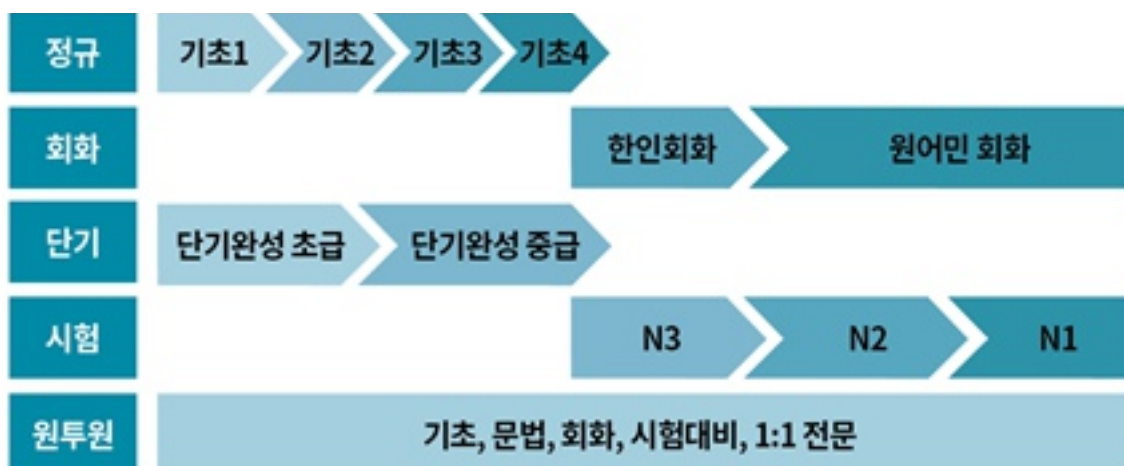 정규 기초1 기초2 기초3 기초4
회화 한인회화 원어민 회화
단기 단기완성 초급 단기완성 중급
시험 N3 N2 N1
원투원 기초, 문법, 회화, 시험대비, 1:1 전문